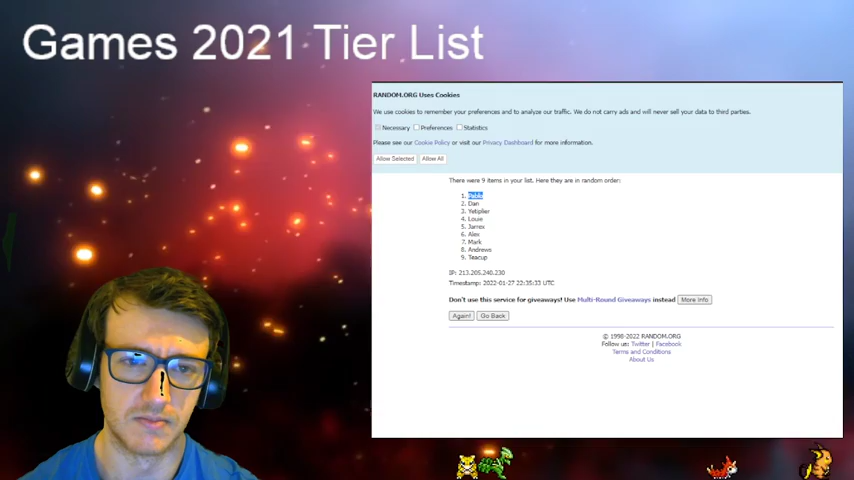 Games 2021 Tier List
RANDOM.ORG Uses Cookies
We use cookies to remember your preferences and to analyze our traffic. We do not carry ads and will never sell your data to third parties.
Necessary Preferences Statistics
Please see our Cookie Policy or visit our Privacy Dashboard for more information.
Allow Selected Allow All
There were 9 items in your list. Here they are in random order:
1.
2. Dan
3. Yetiplier
4. Louie
5. Jamex
6. Alex
7. Mark
8. Andrews
9. Teacup
IP: 213.205.240.230
Timestamp: 2022-01-27 22:35:33 UTC
Don't use this service for giveaways! Use Multi-Round Giveaways instead More Info
Again! Go Back
© 1998-2022 RANDOM.ORG
Follow us: Twitter | Facebook
Terms and Conditions
About Us